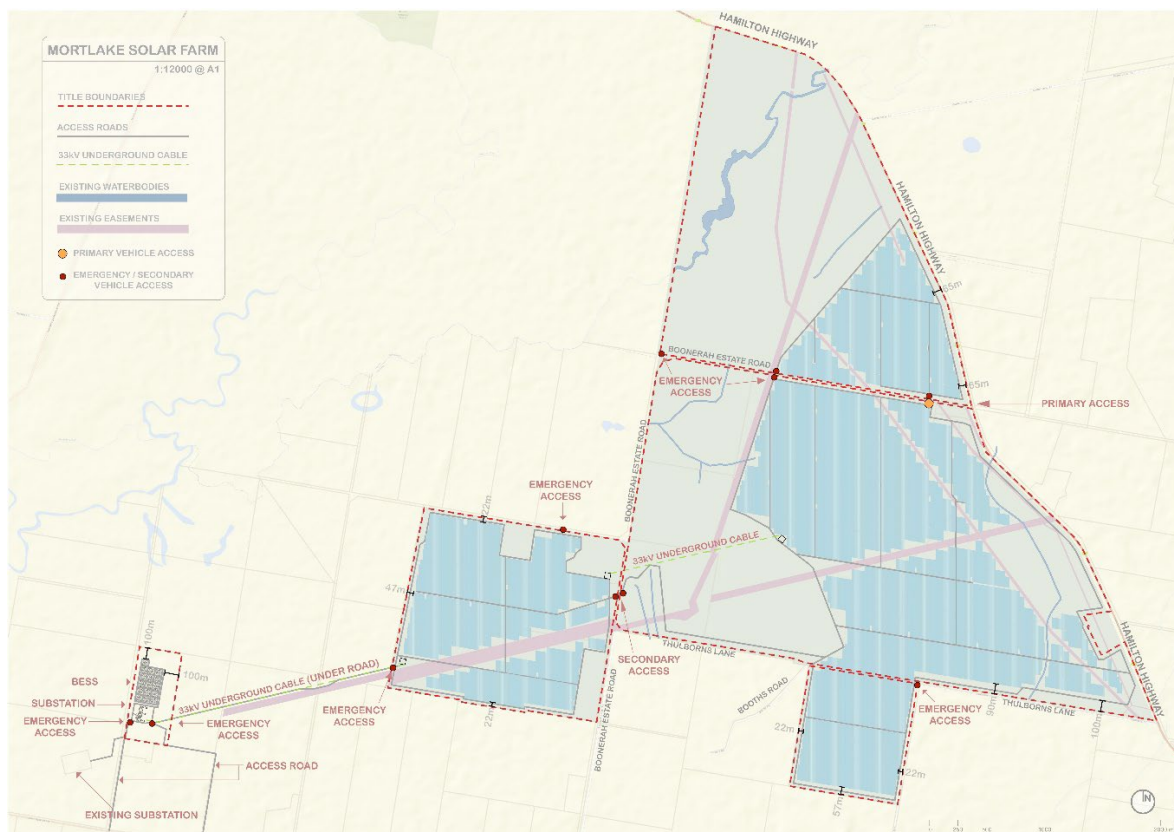 MORTLAKE SOLAR FARM
1:12000 @ A1
TITLE BOUNDARIES
ACCESS ROADS
33kV UNDERGROUND CABLE
EXISTING WATERBODIES
EXISTING EASEMENTS
PRIMARY VEHICLE ACCESS
EMERGENCY / SECONDARY
VEHICLE ACCESS
HAMILTON HIGHWAY
HAMILTON HIGHWAY
65m
BOONERAH ESTATE ROAD
EMERGENCY
ACCESS
65m
PRIMARY ACCESS
BOONERAH ESTATE ROAD
EMERGENCY
ACCESS
22m
33kV UNDERGROUND CABLE
47m
100m
100m
BESS
SUBSTATION
EMERGENCY
ACCESS
33kV UNDERGROUND CABLE (UNDER ROAD)
EMERGENCY
ACCESS
EMERGENCY
ACCESS
22m
SECONDARY
ACCESS
THULBORNS LANE
BOONERAH ESTATE ROAD
BOOTHS ROAD
EMERGENCY
ACCESS
90m
THULBORNS LANE
100m
HAMILTON HIGHWAY
22m
22m
57m
ACCESS ROAD
EXISTING SUBSTATION
N